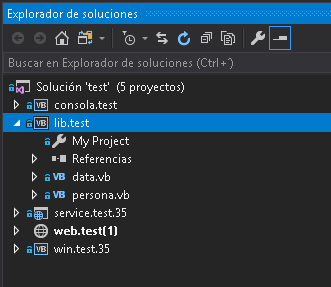 Explorador de soluciones
Buscar en Explorador de soluciones (Ctrl+´)
Solución 'test' (5 proyectos)
VB consola.test
VB lib.test
My Project
Referencias
VB data.vb
VB persona.vb
service.test.35
web.test(1)
VB win.test.35